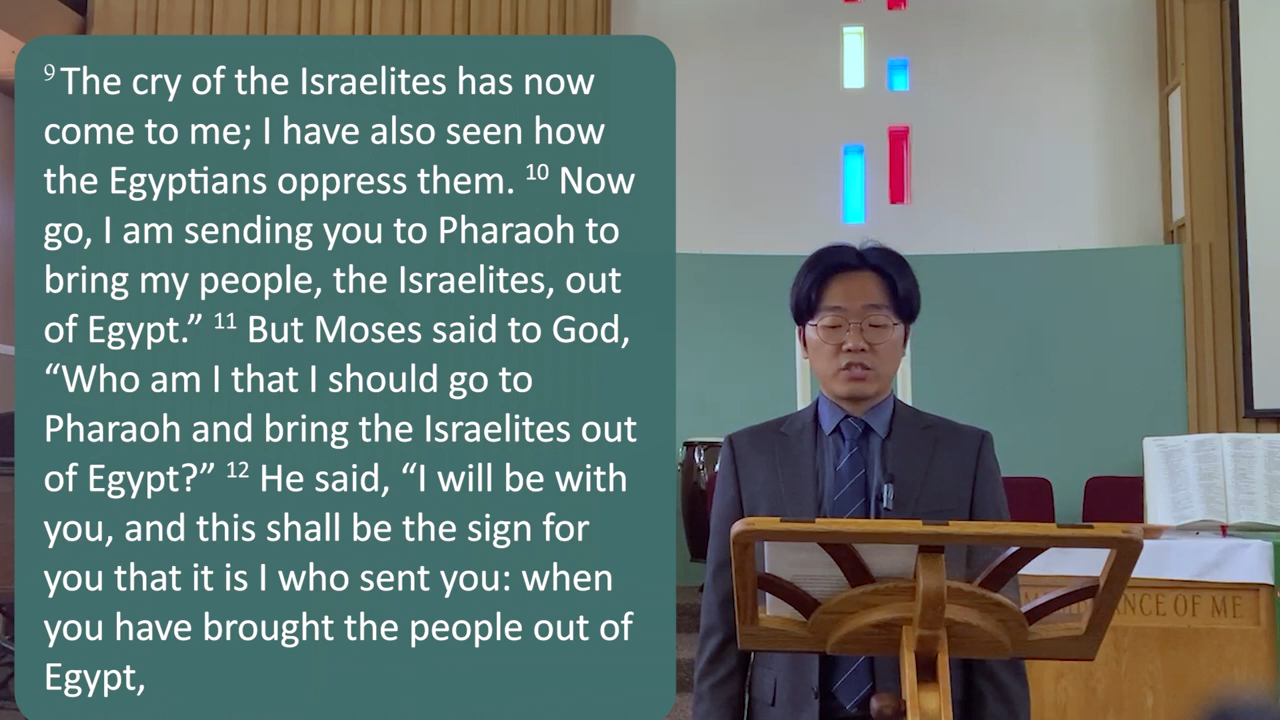 9 The cry of the Israelites has now
come to me; I have also seen how
the Egyptians oppress them. 10 Now
go, I am sending you to Pharaoh to
bring my people, the Israelites, out
of Egypt.” 11 But Moses said to God,
“Who am I that I should go to
Pharaoh and bring the Israelites out
of Egypt?” 12 He said, “I will be with
you, and this shall be the sign for
you that it is I who sent you: when
you have brought the people out of
Egypt,
OF ME